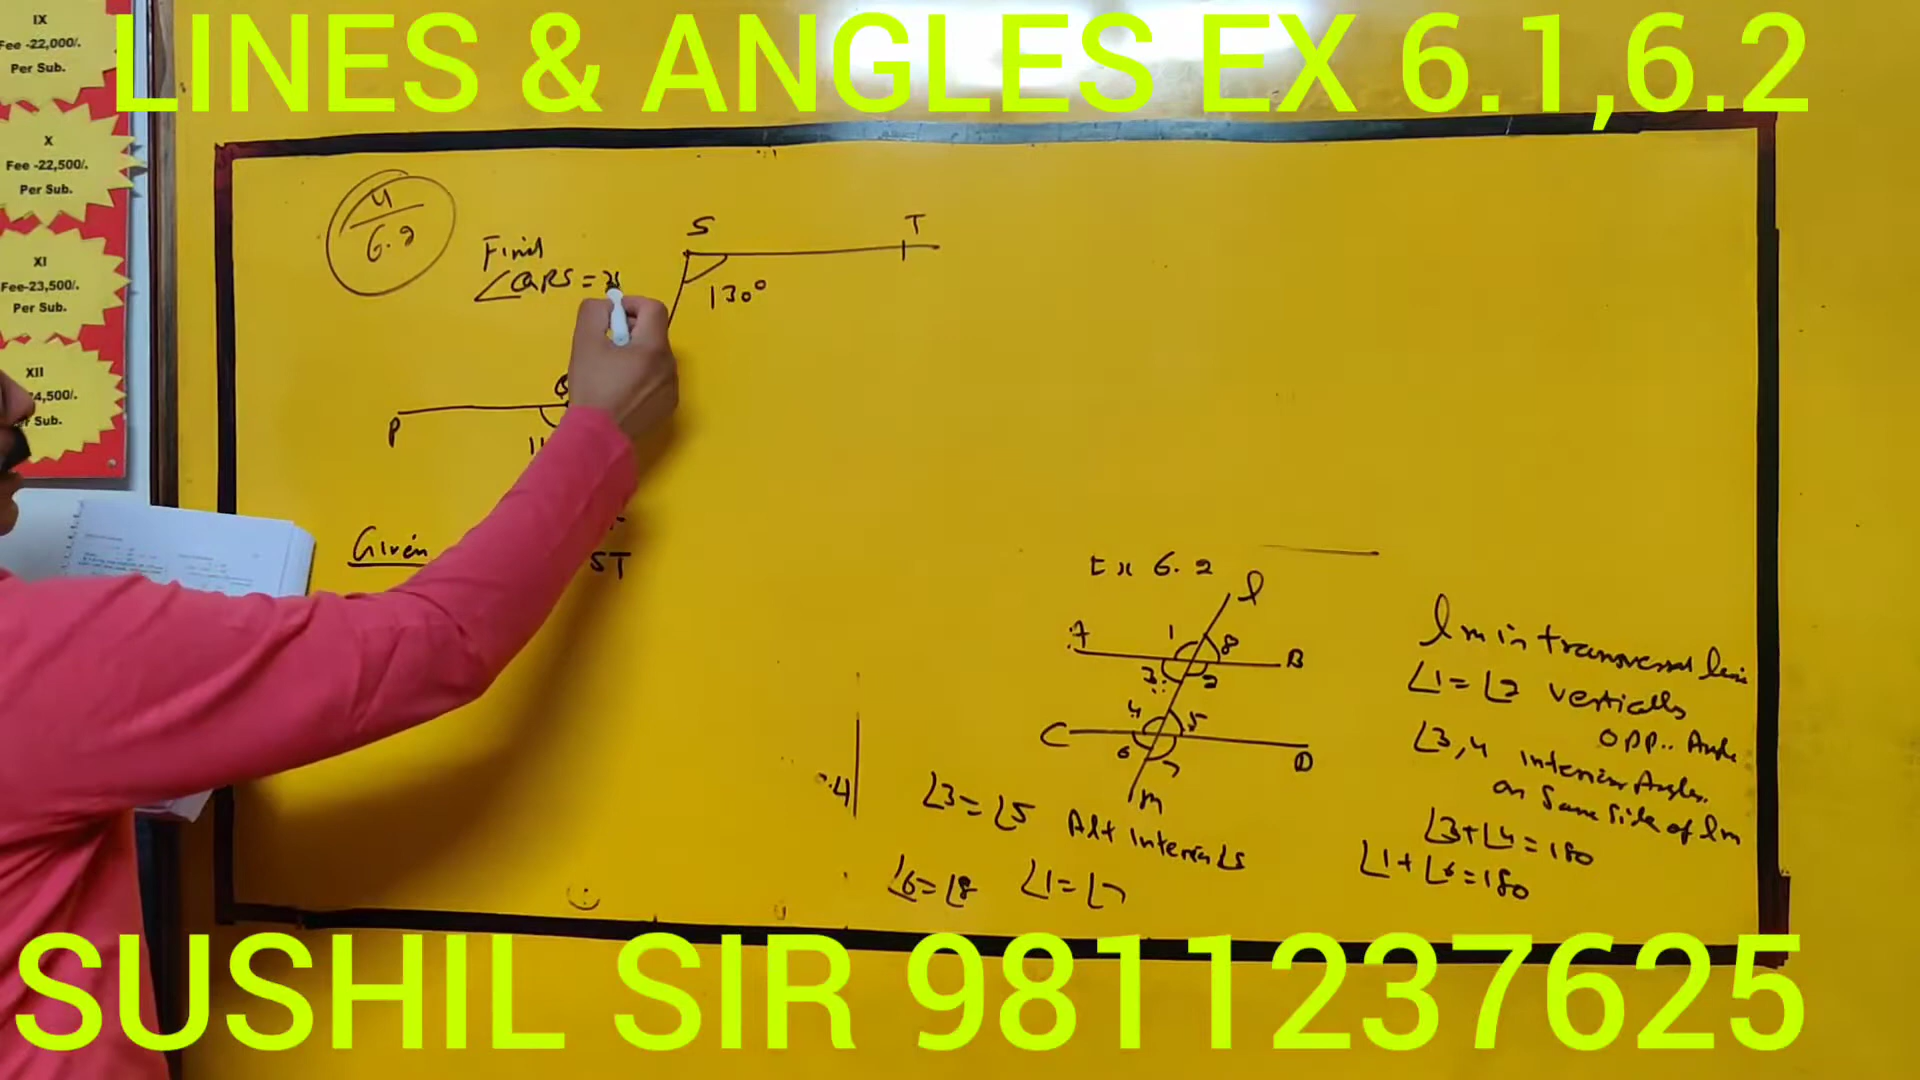 LINES & ANGLES EX 6.1,6.2
IX
Fee -22,000/.
Per Sub.
X
Fee -22,500/.
Per Sub.
XI
Fee-23,500/.
Per Sub.
XII
4,500/.
Sub.
4
6.2
Find
∠QRS =
S
T
130°
P
11
Given
ST
Ex 6.2
l
A
1
8
B
3
2
4
5
C
6
7
D
m
lm is transversal line
∠1 = ∠2 vertically
opp.. Angle
∠3,4 interior Angles
on Same Side of lm
∠3+∠4 = 180
∠1+∠6 = 180
.4
∠3 = ∠5 Alt Interior ∠s
∠6 = ∠8 ∠1 = ∠7
SUSHIL SIR 9811237625